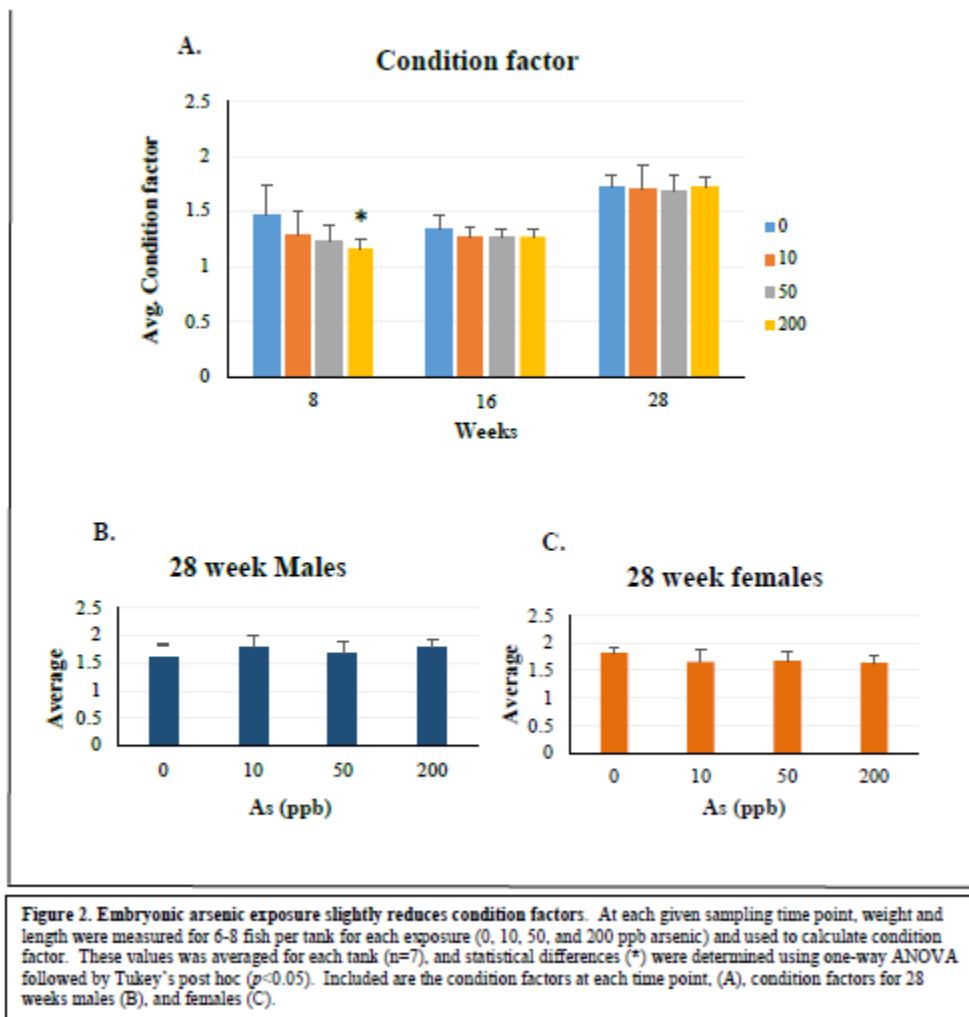 A.
Condition factor
2.5
2
1.5
1
0.5
0
Avg. Condition factor
*
8 16 28
Weeks
0
10
50
200
B.
28 week Males
2.5
2
1.5
1
0.5
0
Average
0 10 50 200
As (ppb)
C.
28 week females
2.5
2
1.5
1
0.5
0
Average
0 10 50 200
As (ppb)
Figure 2. Embryonic arsenic exposure slightly reduces condition factors. At each given sampling time point, weight and
length were measured for 6-8 fish per tank for each exposure (0, 10, 50, and 200 ppb arsenic) and used to calculate condition
factor. These values was averaged for each tank (n=7), and statistical differences (*) were determined using one-way ANOVA
followed by Tukey's post hoc (p<0.05). Included are the condition factors at each time point, (A), condition factors for 28
weeks males (B), and females (C).